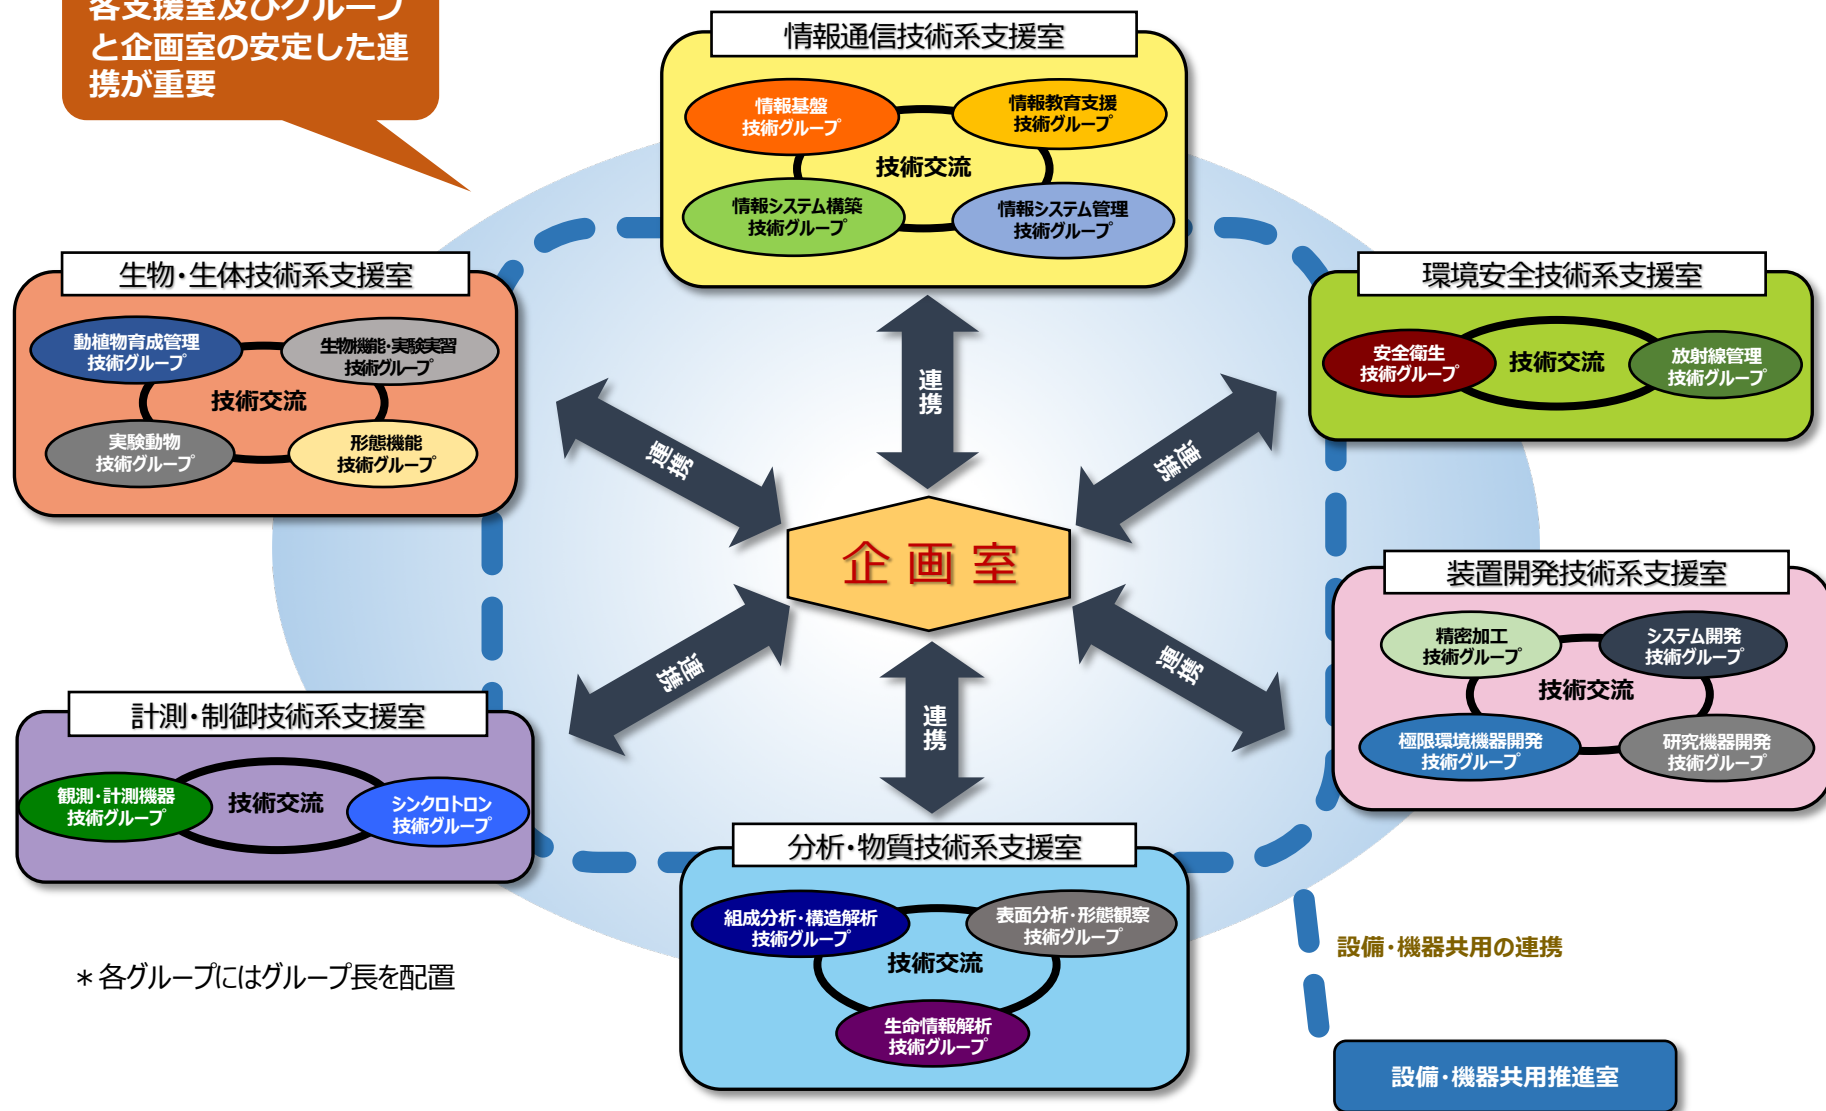 各支援室及びグループ
と企画室の安定した連
携が重要
情報通信技術系支援室
情報基盤
技術グループ
情報教育支援
技術グループ
技術交流
情報システム構築
技術グループ
情報システム管理
技術グループ
生物・生体技術系支援室
動植物育成管理
技術グループ
生物機能・実験実習
技術グループ
技術交流
実験動物
技術グループ
形態機能
技術グループ
環境安全技術系支援室
安全衛生
技術グループ
技術交流
放射線管理
技術グループ
連携
連携
連携
企画室
連携
連携
連携
装置開発技術系支援室
精密加工
技術グループ
システム開発
技術グループ
技術交流
極限環境機器開発
技術グループ
研究機器開発
技術グループ
計測・制御技術系支援室
観測・計測機器
技術グループ
技術交流
シンクロトロン
技術グループ
分析・物質技術系支援室
組成分析・構造解析
技術グループ
表面分析・形態観察
技術グループ
技術交流
生命情報解析
技術グループ
＊各グループにはグループ長を配置
設備・機器共用の連携
設備・機器共用推進室